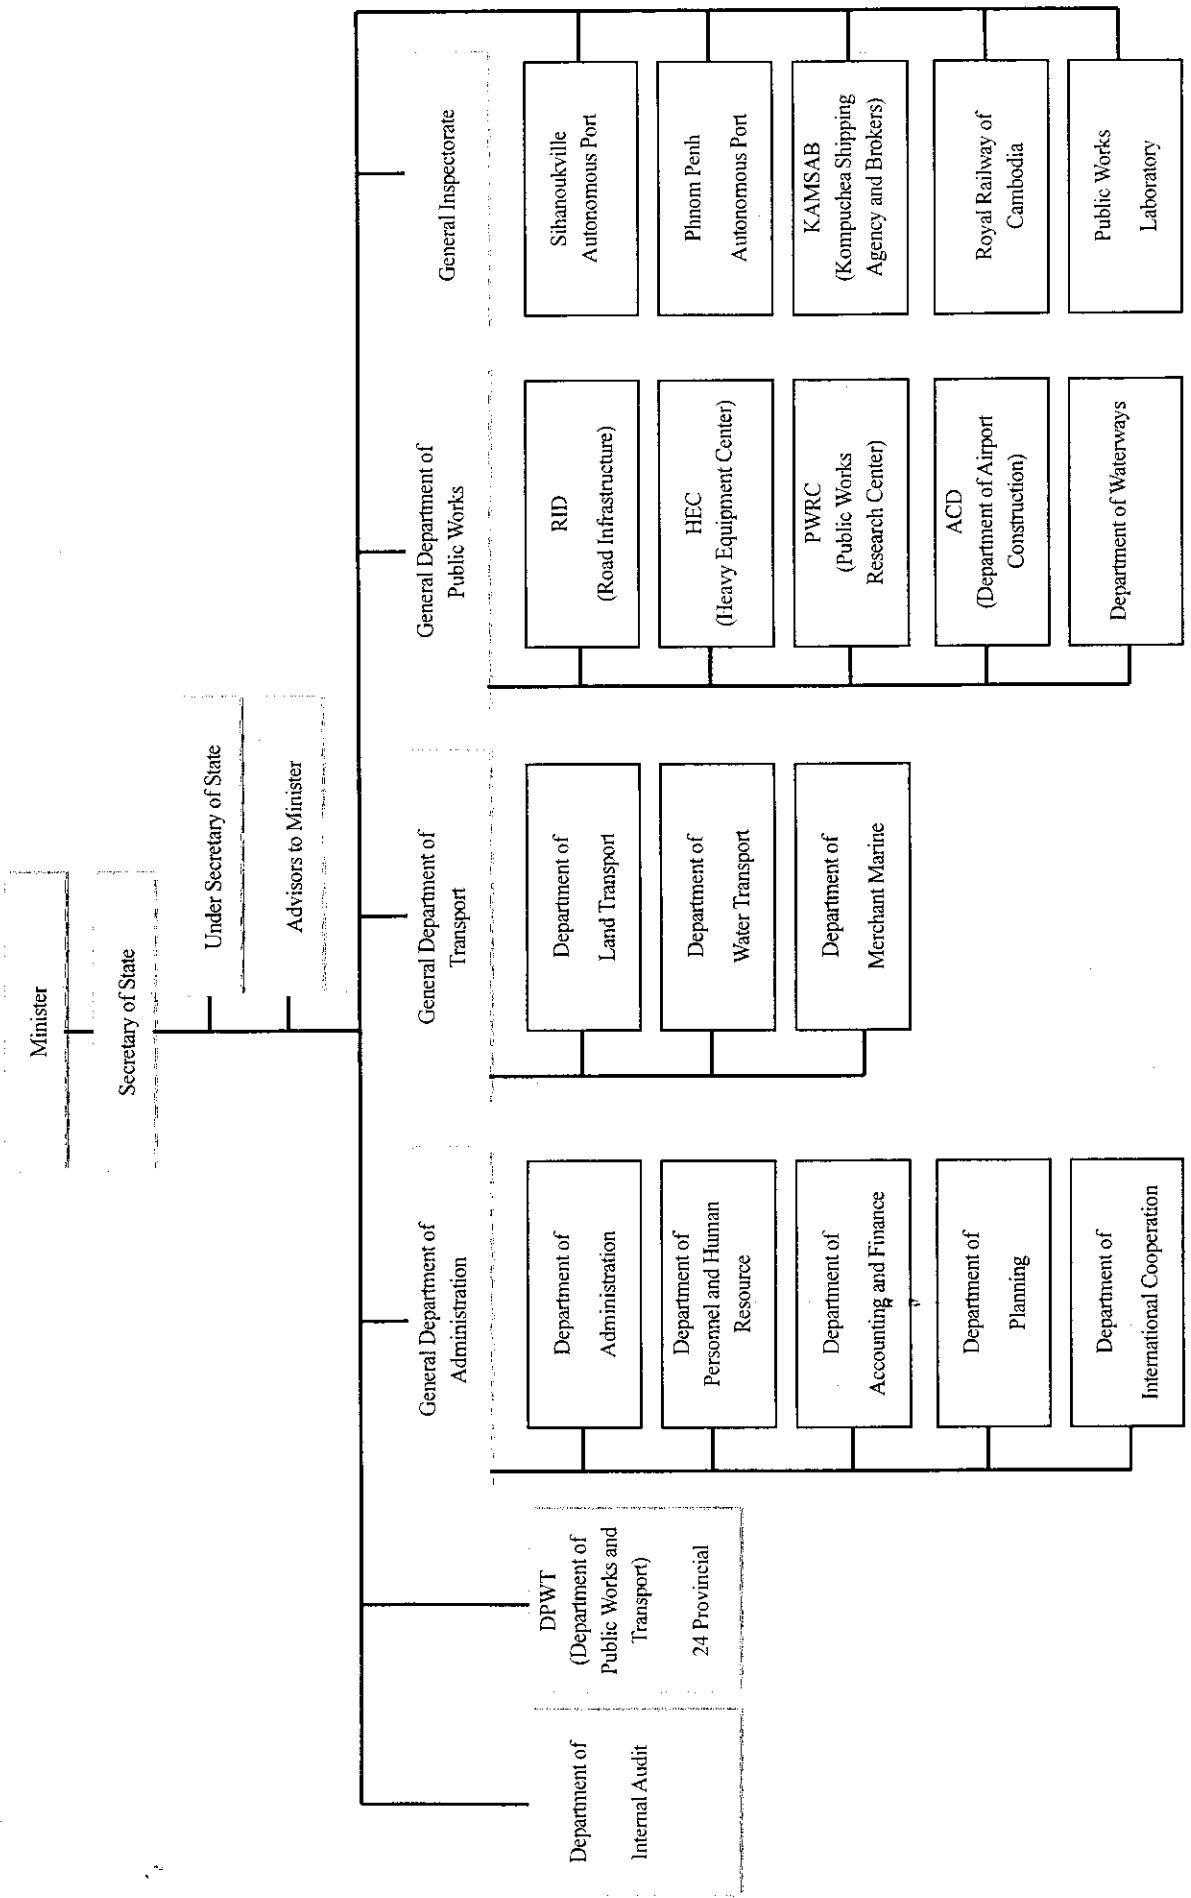 Minister
Secretary of State
Under Secretary of State
Advisors to Minister
Department of
Internal Audit
DPWT
(Department of
Public Works and
Transport)
24 Provincial
General Department of
Administration
Department of
Administration
Department of
Personnel and Human
Resource
Department of
Accounting and Finance
Department of
Planning
Department of
International Cooperation
General Department of
Transport
Department of
Land Transport
Department of
Water Transport
Department of
Merchant Marine
General Department of
Public Works
RID
(Road Infrastructure)
HEC
(Heavy Equipment Center)
PWRC
(Public Works
Research Center)
ACD
(Department of Airport
Construction)
Department of Waterways
General Inspectorate
Sihanoukville
Autonomous Port
Phnom Penh
Autonomous Port
KAMSAB
(Kompuchea Shipping
Agency and Brokers)
Royal Railway of
Cambodia
Public Works
Laboratory